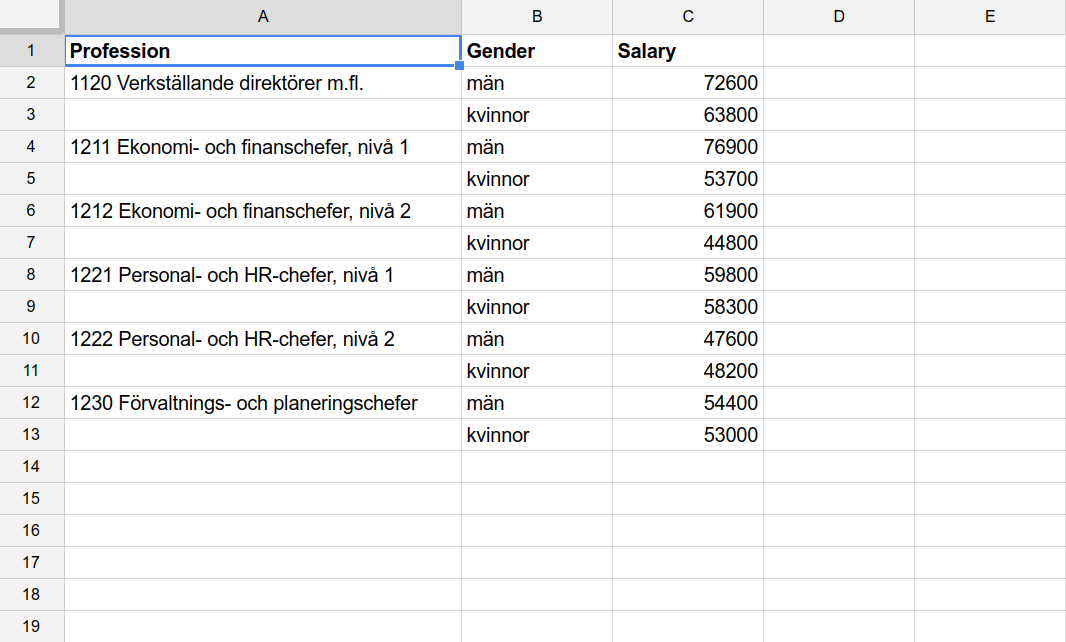 A B C D E
1 Profession Gender Salary
2 1120 Verkställande direktörer m.fl. män 72600
3 kvinnor 63800
4 1211 Ekonomi- och finanschefer, nivå 1 män 76900
5 kvinnor 53700
6 1212 Ekonomi- och finanschefer, nivå 2 män 61900
7 kvinnor 44800
8 1221 Personal- och HR-chefer, nivå 1 män 59800
9 kvinnor 58300
10 1222 Personal- och HR-chefer, nivå 2 män 47600
11 kvinnor 48200
12 1230 Förvaltnings- och planeringschefer män 54400
13 kvinnor 53000
14
15
16
17
18
19